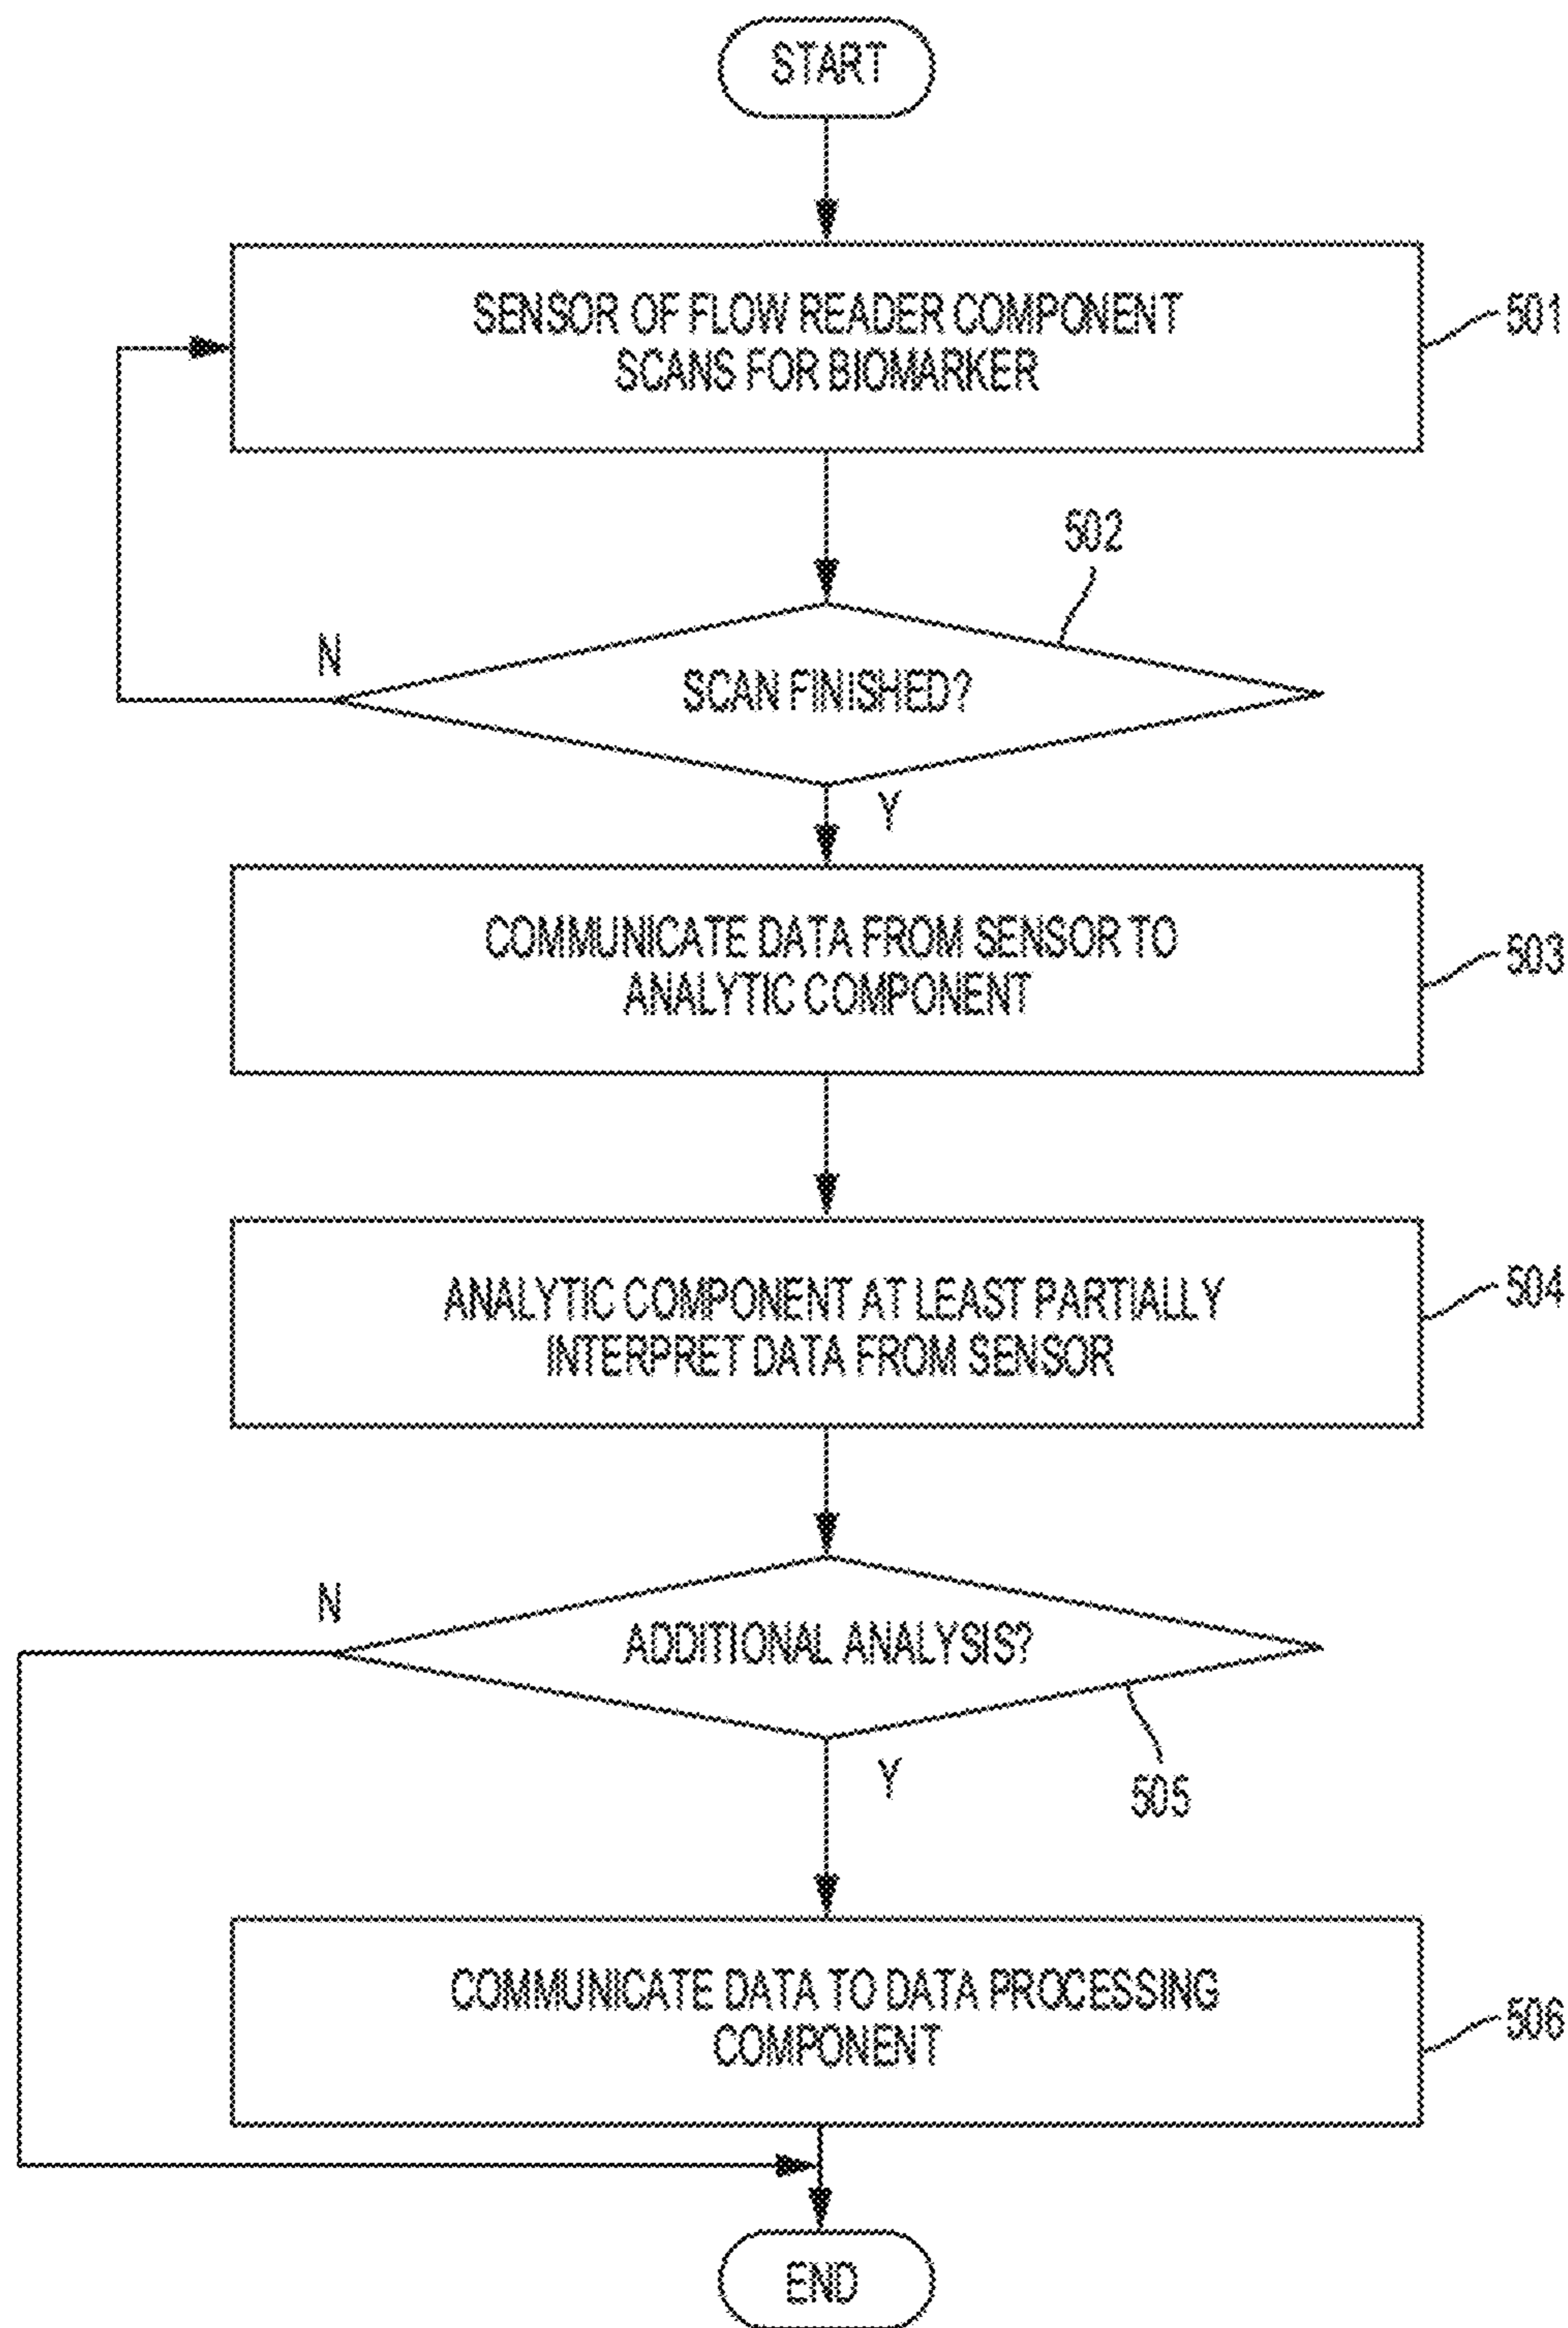 START
SENSOR OF FLOW READER COMPONENT
SCANS FOR BIOMARKER
501
502
N
SCAN FINISHED?
Y
COMMUNICATE DATA FROM SENSOR TO
ANALYTIC COMPONENT
503
ANALYTIC COMPONENT AT LEAST PARTIALLY
INTERPRET DATA FROM SENSOR
504
N
ADDITIONAL ANALYSIS?
Y
505
COMMUNICATE DATA TO DATA PROCESSING
COMPONENT
506
END